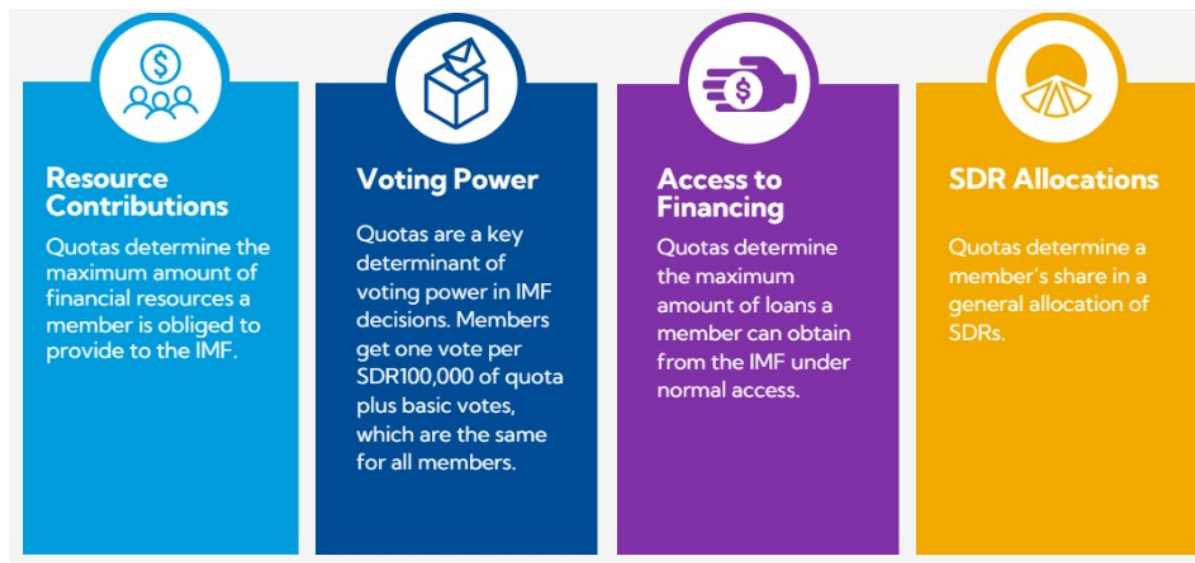 Resource
Contributions
Quotas determine the
maximum amount of
financial resources a
member is obliged to
provide to the IMF.
Voting Power
Quotas are a key
determinant of
voting power in IMF
decisions. Members
get one vote per
SDR100,000 of quota
plus basic votes,
which are the same
for all members.
Access to
Financing
Quotas determine
the maximum
amount of loans a
member can obtain
from the IMF under
normal access.
SDR Allocations
Quotas determine a
member's share in a
general allocation of
SDRs.